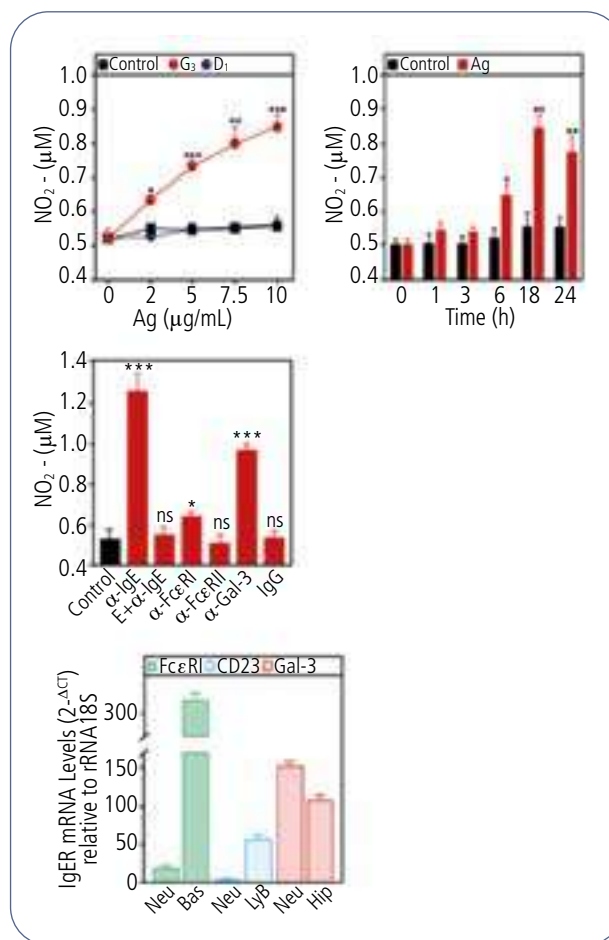 Control G₃ D₁
NO₂ - (μM)
1.0
0.9
0.8
0.7
0.6
0.5
0.4
* *** ** ***
0 2 5 7.5 10
Ag (μg/mL)
Control Ag
NO₂ - (μM)
1.0
0.9
0.8
0.7
0.6
0.5
0.4
* ** **
0 1 3 6 18 24
Time (h)
NO₂ - (μM)
1.4
1.2
1.0
0.8
0.6
0.4
*** ns * ns *** ns
Control α-IgE E+α-IgE α-FcεRI α-FcεRII α-Gal-3 IgG
FcεRI CD23 Gal-3
IgER mRNA Levels (2-ΔCT)
relative to rRNA18S
300
150
100
50
0
Neu Bas Neu LyB Neu Hip